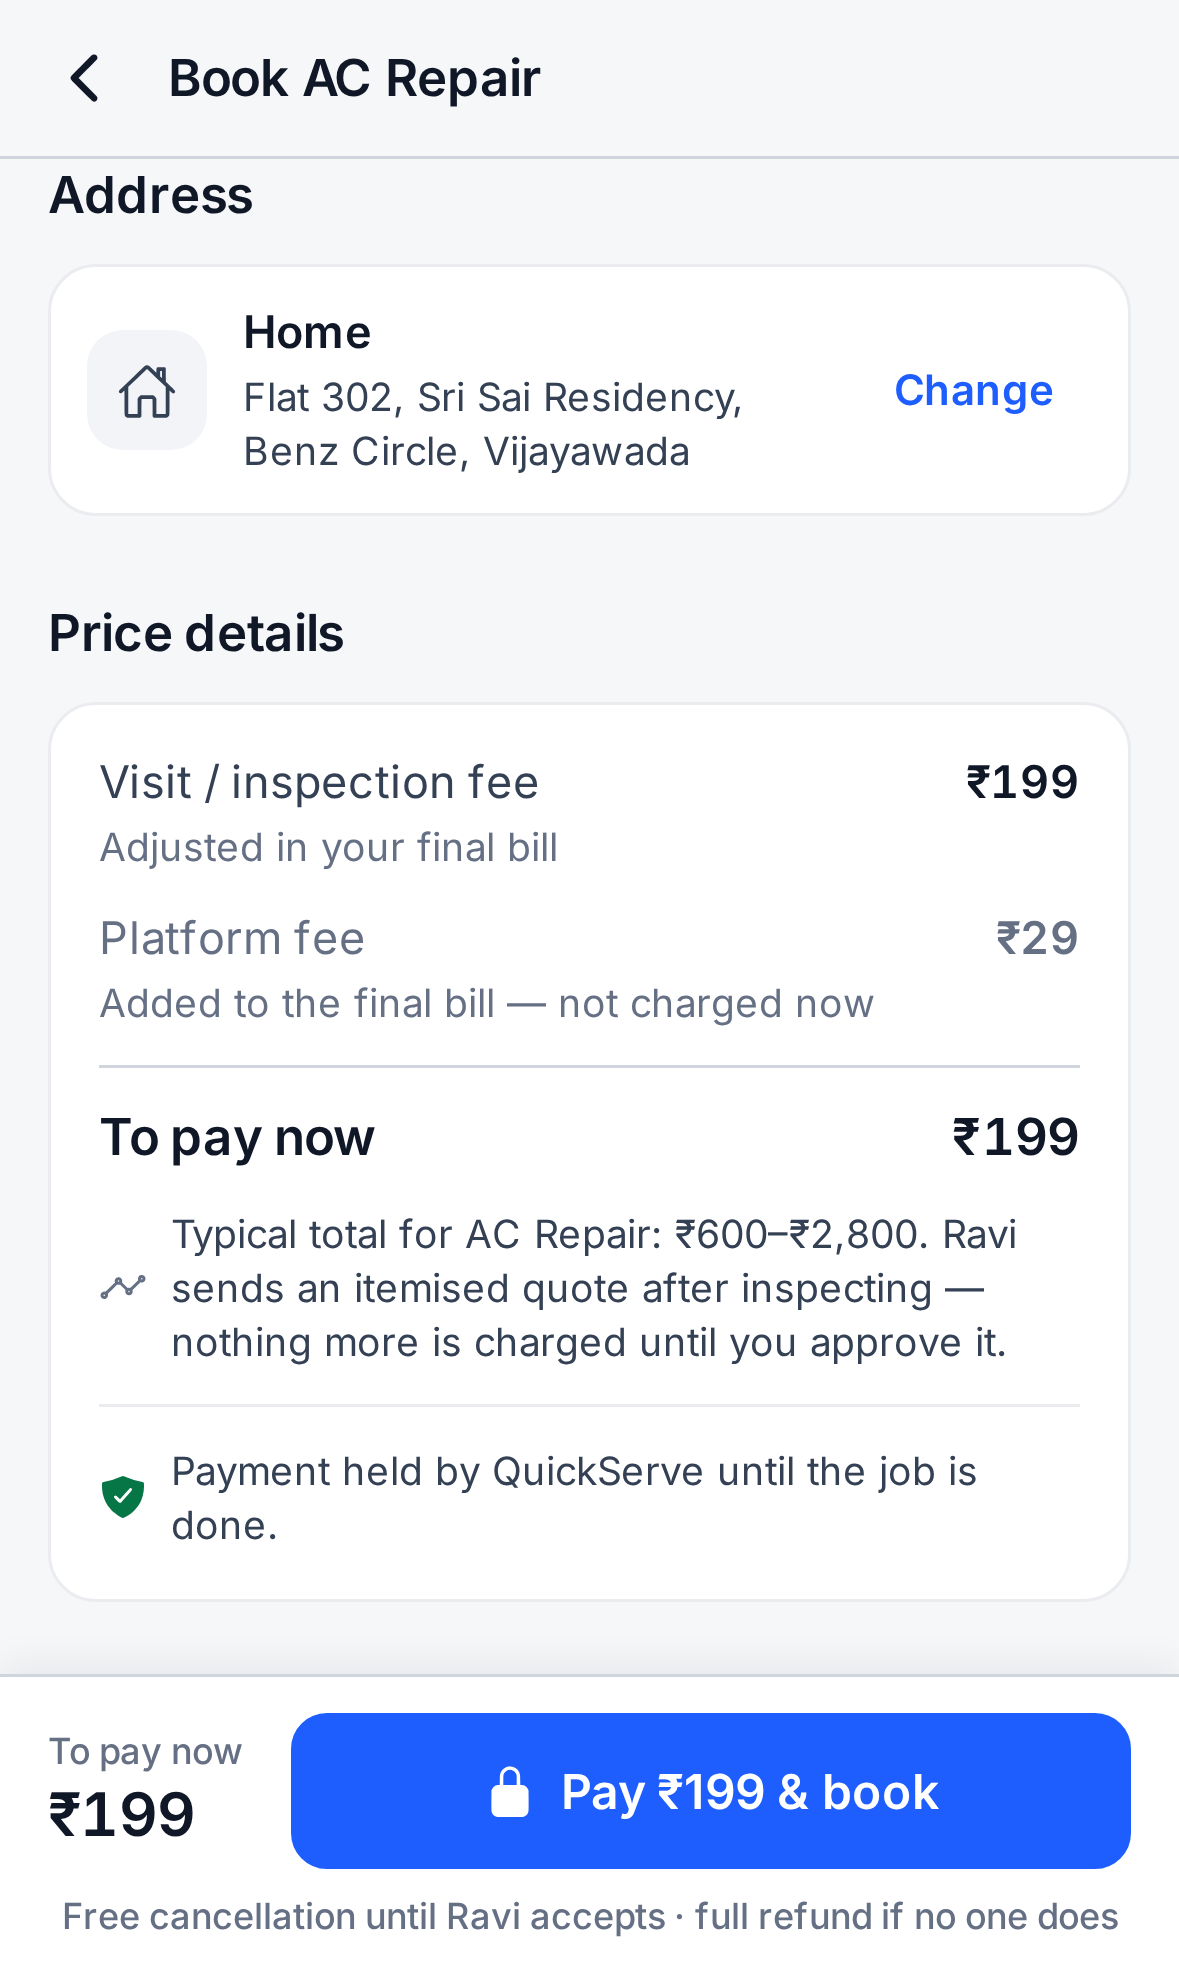 Book AC Repair
Address
Home
Flat 302, Sri Sai Residency,
Benz Circle, Vijayawada
Change
Price details
Visit / inspection fee ₹199
Adjusted in your final bill
Platform fee ₹29
Added to the final bill — not charged now
To pay now ₹199
Typical total for AC Repair: ₹600–₹2,800. Ravi
sends an itemised quote after inspecting —
nothing more is charged until you approve it.
Payment held by QuickServe until the job is
done.
To pay now
₹199
Pay ₹199 & book
Free cancellation until Ravi accepts · full refund if no one does